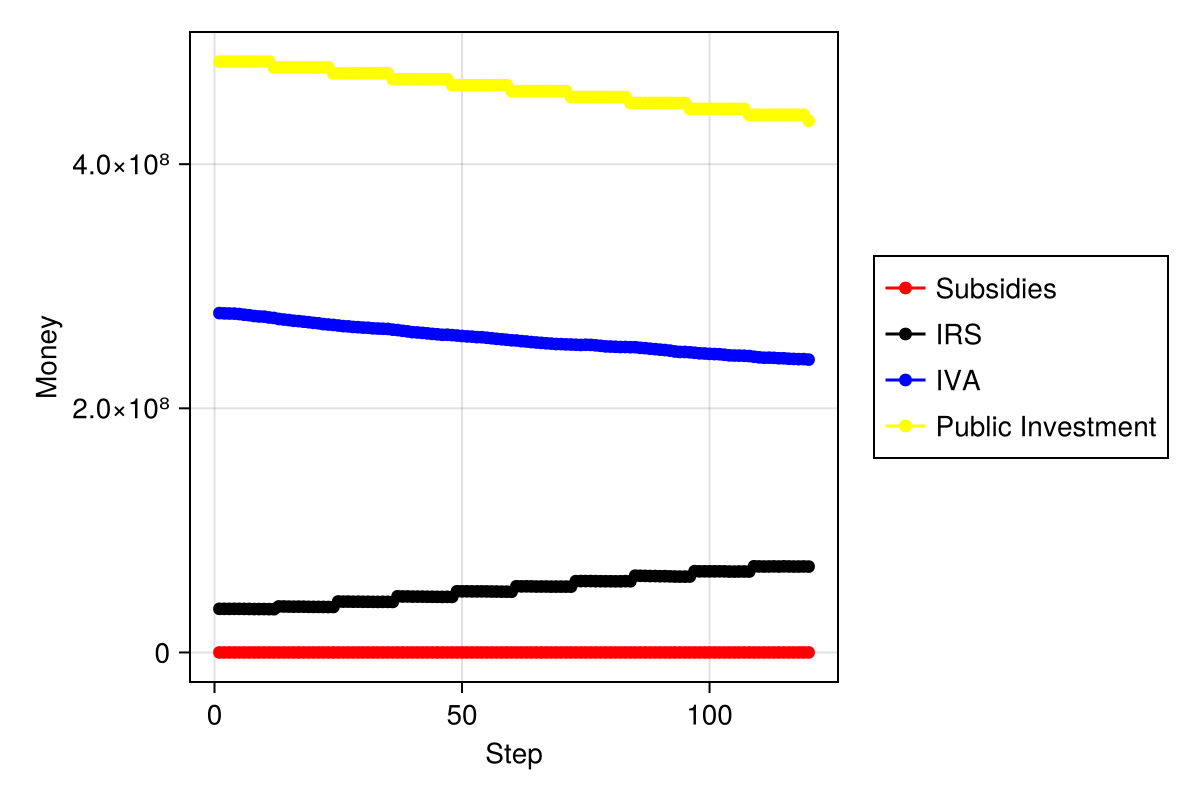 4.0×10⁸
2.0×10⁸
0
Money
0 50 100
Step
Subsidies
IRS
IVA
Public Investment